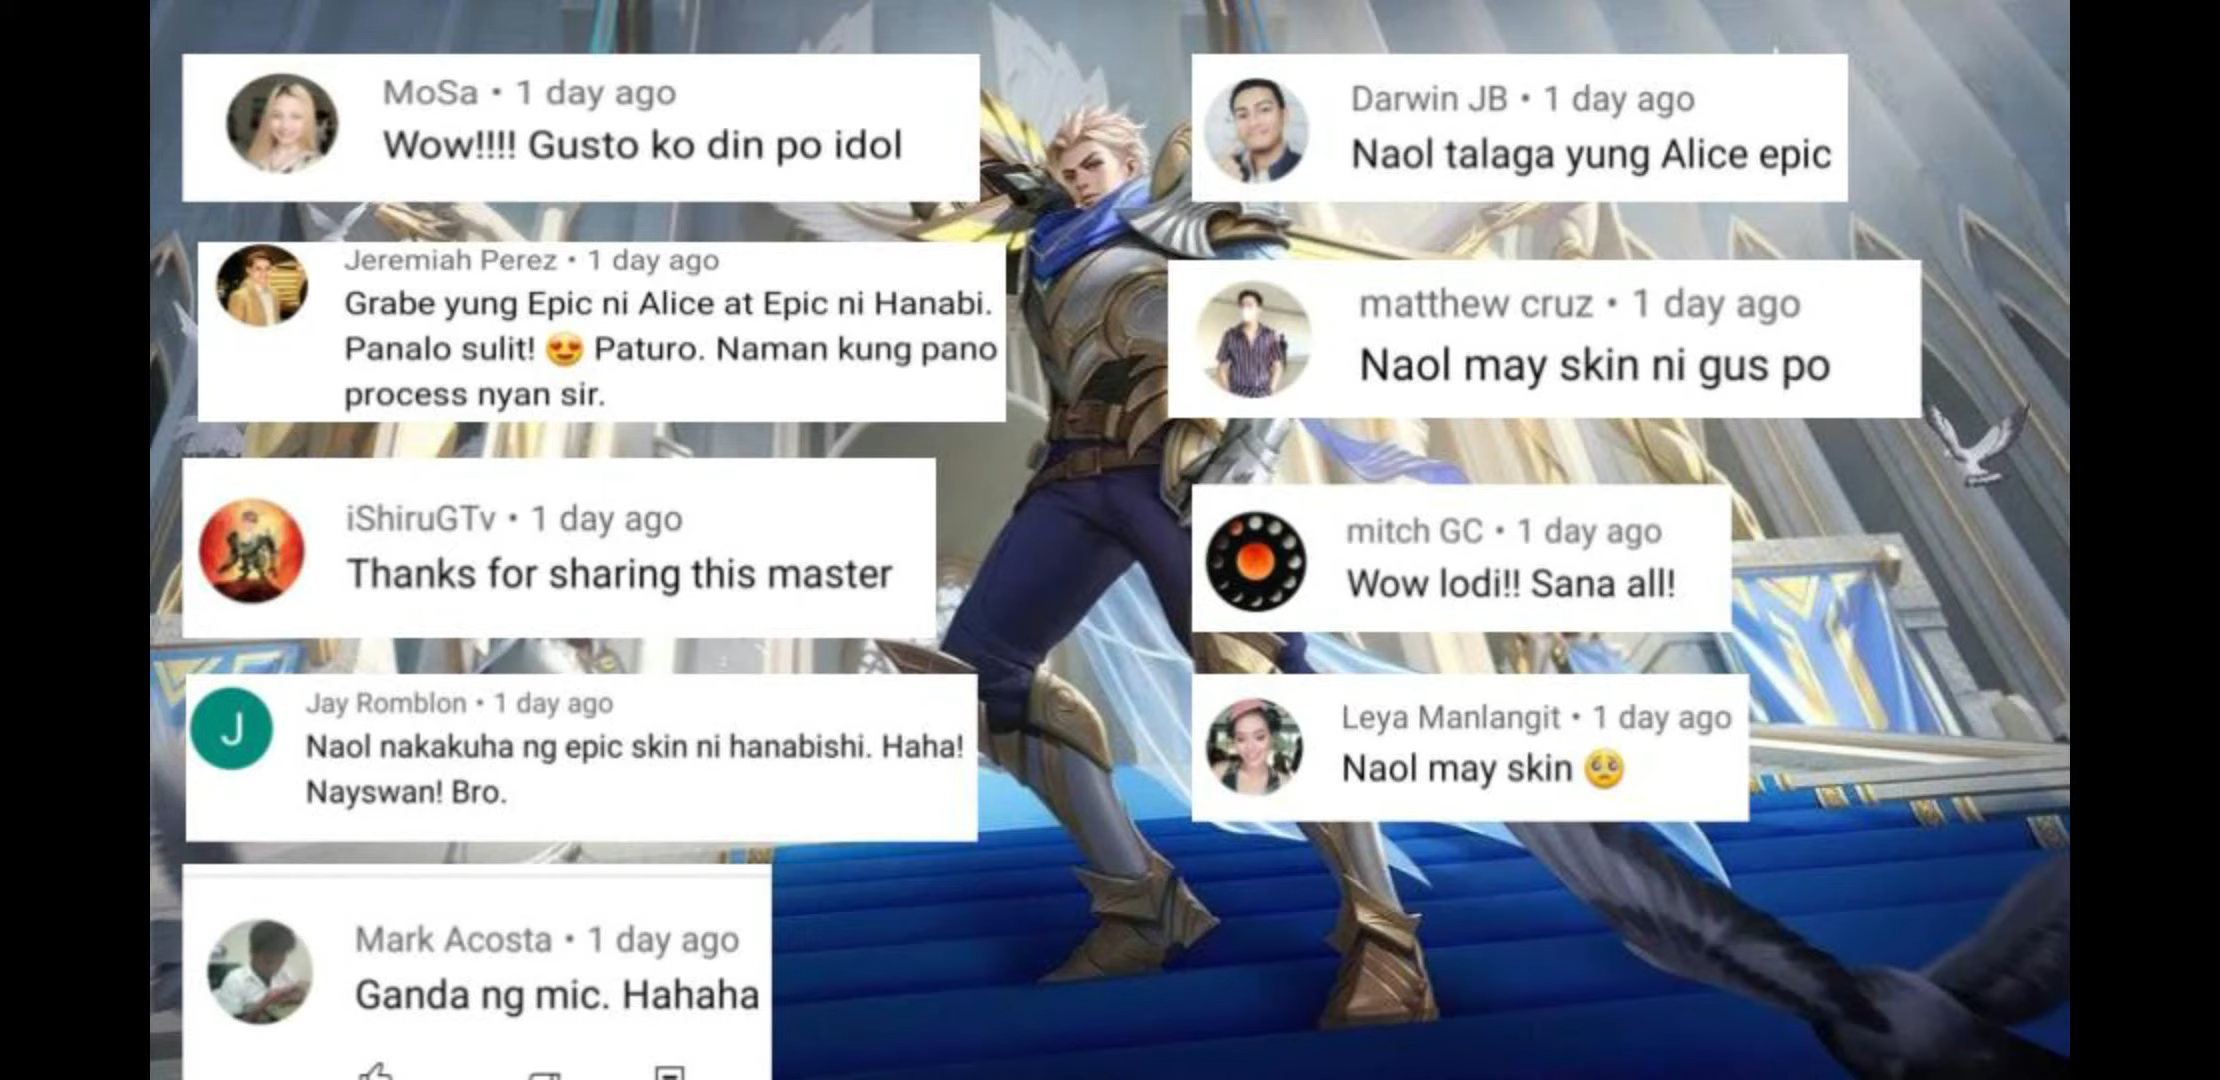 MoSa • 1 day ago
Wow!!!! Gusto ko din po idol
Jeremiah Perez • 1 day ago
Grabe yung Epic ni Alice at Epic ni Hanabi.
Panalo sulit! 😍 Paturo. Naman kung pano
process nyan sir.
iShiruGTv • 1 day ago
Thanks for sharing this master
J
Jay Romblon • 1 day ago
Naol nakakuha ng epic skin ni hanabishi. Haha!
Nayswan! Bro.
Mark Acosta • 1 day ago
Ganda ng mic. Hahaha
Darwin JB • 1 day ago
Naol talaga yung Alice epic
matthew cruz • 1 day ago
Naol may skin ni gus po
mitch GC • 1 day ago
Wow lodi!! Sana all!
Leya Manlangit • 1 day ago
Naol may skin 🥺